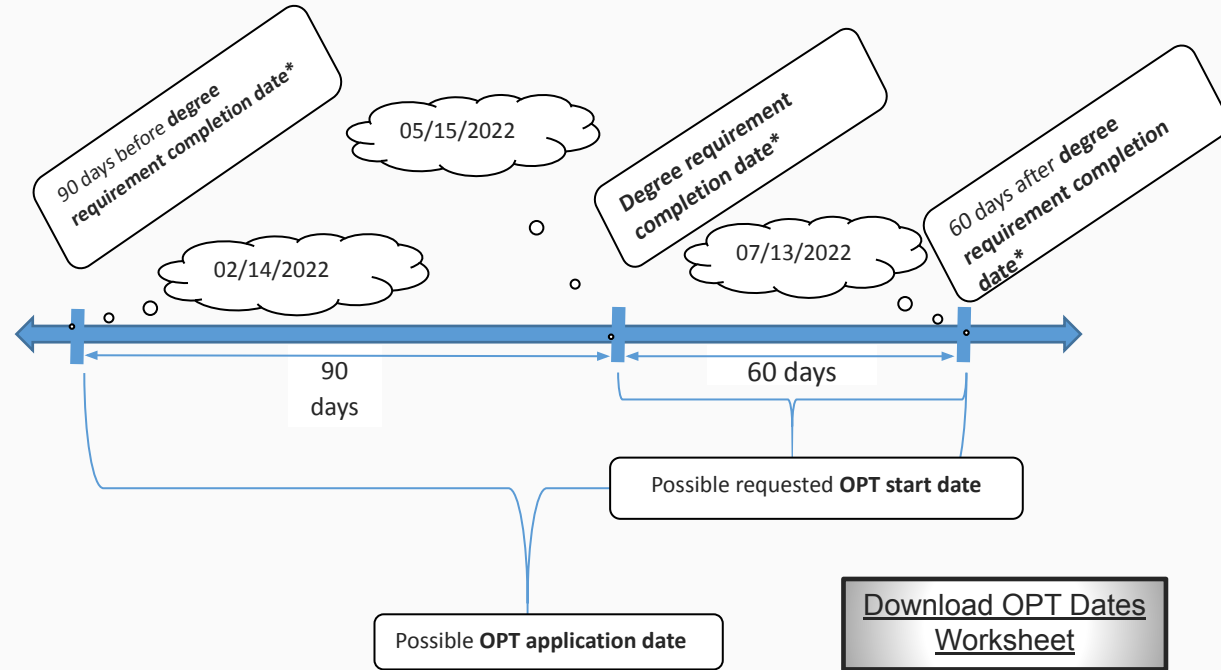 90 days before degree
requirement completion date*
05/15/2022
Degree requirement
completion date*
60 days after degree
requirement completion
date*
02/14/2022
07/13/2022
90
days
60 days
Possible requested OPT start date
Possible OPT application date
Download OPT Dates
Worksheet